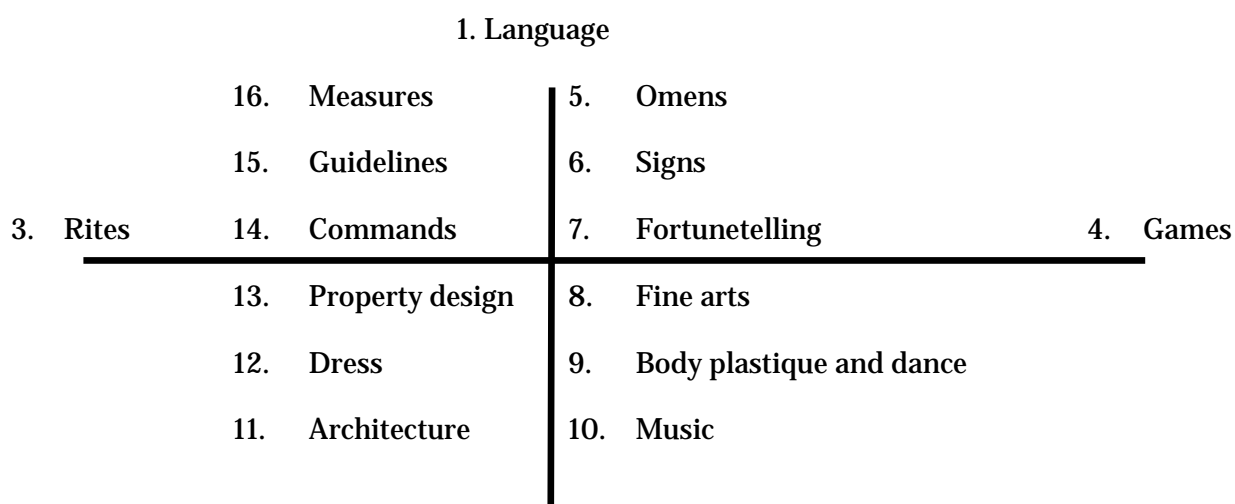 1. Language
16. Measures 5. Omens
15. Guidelines 6. Signs
3. Rites 14. Commands 7. Fortunetelling 4. Games
13. Property design 8. Fine arts
12. Dress 9. Body plastique and dance
11. Architecture 10. Music